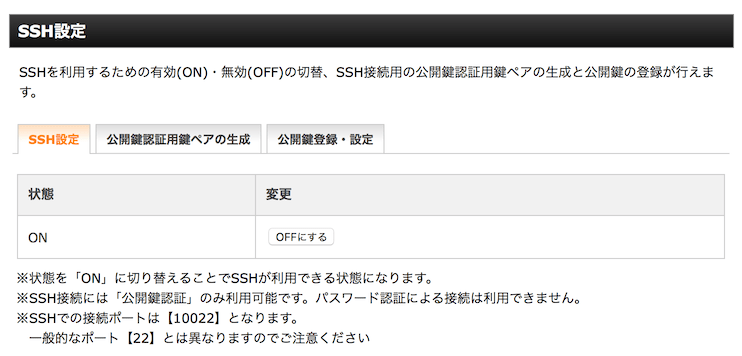 SSH設定
SSHを利用するための有効(ON)・無効(OFF)の切替、SSH接続用の公開鍵認証用鍵ペアの生成と公開鍵の登録が行えま
す。
SSH設定 公開鍵認証用鍵ペアの生成 公開鍵登録・設定
状態 変更
ON OFFにする
※状態を「ON」に切り替えることでSSHが利用できる状態になります。
※SSH接続には「公開鍵認証」のみ利用可能です。パスワード認証による接続は利用できません。
※SSHでの接続ポートは【10022】となります。
一般的なポート【22】とは異なりますのでご注意ください